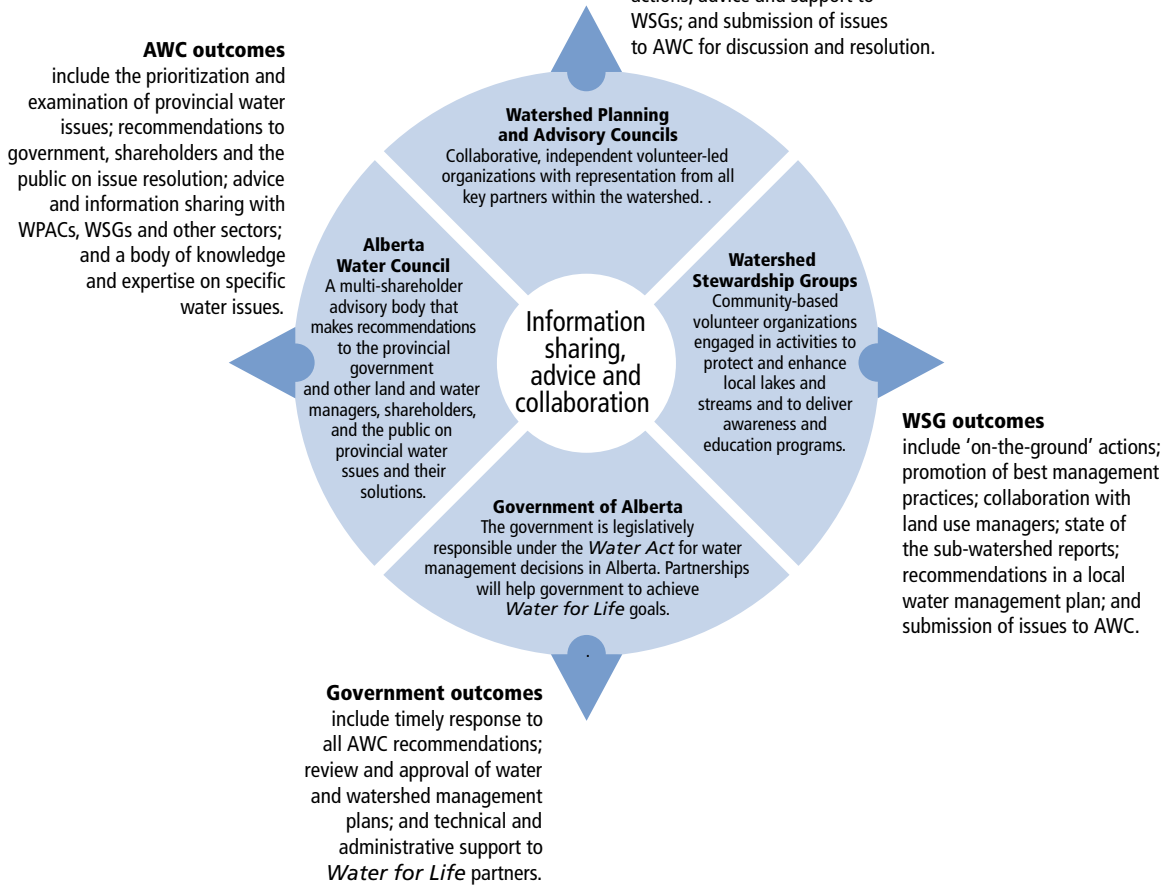 actions; advice and support to
WSGs; and submission of issues
to AWC for discussion and resolution.
AWC outcomes
include the prioritization and
examination of provincial water
issues; recommendations to
government, shareholders and the
public on issue resolution; advice
and information sharing with
WPACs, WSGs and other sectors;
and a body of knowledge
and expertise on specific
water issues.
Watershed Planning
and Advisory Councils
Collaborative, independent volunteer-led
organizations with representation from all
key partners within the watershed. .
Alberta
Water Council
A multi-shareholder
advisory body that
makes recommendations
to the provincial
government
and other land and water
managers, shareholders,
and the public on
provincial water
ssues and their
solutions.
Information
sharing,
advice and
collaboration
Watershed
Stewardship Groups
Community-based
volunteer organizations
engaged in activities to
protect and enhance
local lakes and
streams and to deliver
awareness and
education programs.
WSG outcomes
include ‘on-the-ground’ actions;
promotion of best management
practices; collaboration with
land use managers; state of
the sub-watershed reports;
recommendations in a local
water management plan; and
submission of issues to AWC.
Government of Alberta
The government is legislatively
responsible under the Water Act for water
management decisions in Alberta. Partnerships
will help government to achieve
Water for Life goals.
.
Government outcomes
include timely response to
all AWC recommendations;
review and approval of water
and watershed management
plans; and technical and
administrative support to
Water for Life partners.